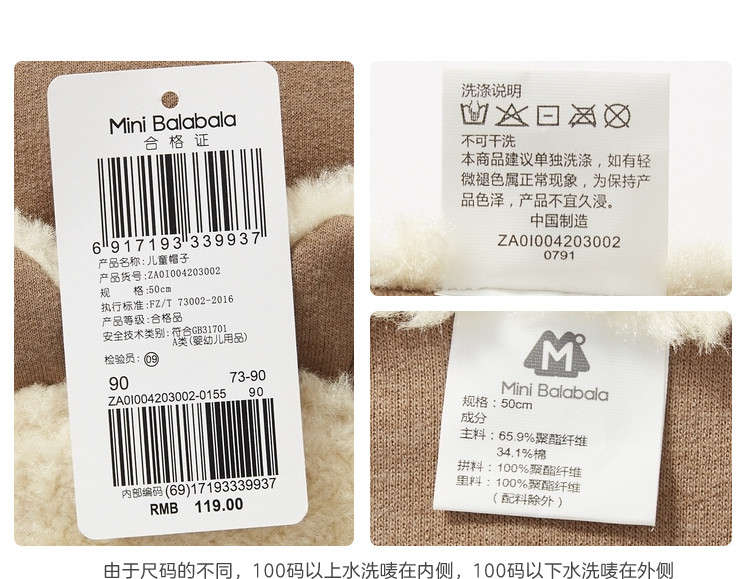 Mini Balabala
合格证
6 917193 339937
产品名称:儿童帽子
产品货号:ZA0I004203002
规 格:50cm
执行标准:FZ/T 73002-2016
产品等级:合格品
安全技术类别:符合GB31701
A类(婴幼儿用品)
检验员:09
90 73-90
ZA0I004203002-0155 90
内部编码(69)17193339937
RMB 119.00
洗涤说明
不可干洗
本商品建议单独洗涤，如有轻
微褪色属正常现象，为保持产
品色泽，产品不宜久浸。
中国制造
ZA0I004203002
0791
M
Mini Balabala
规格：50cm
成分
主料：65.9%聚酯纤维
34.1%棉
拼料：100%聚酯纤维
里料：100%聚酯纤维
（配料除外）
由于尺码的不同，100码以上水洗唛在内侧，100码以下水洗唛在外侧